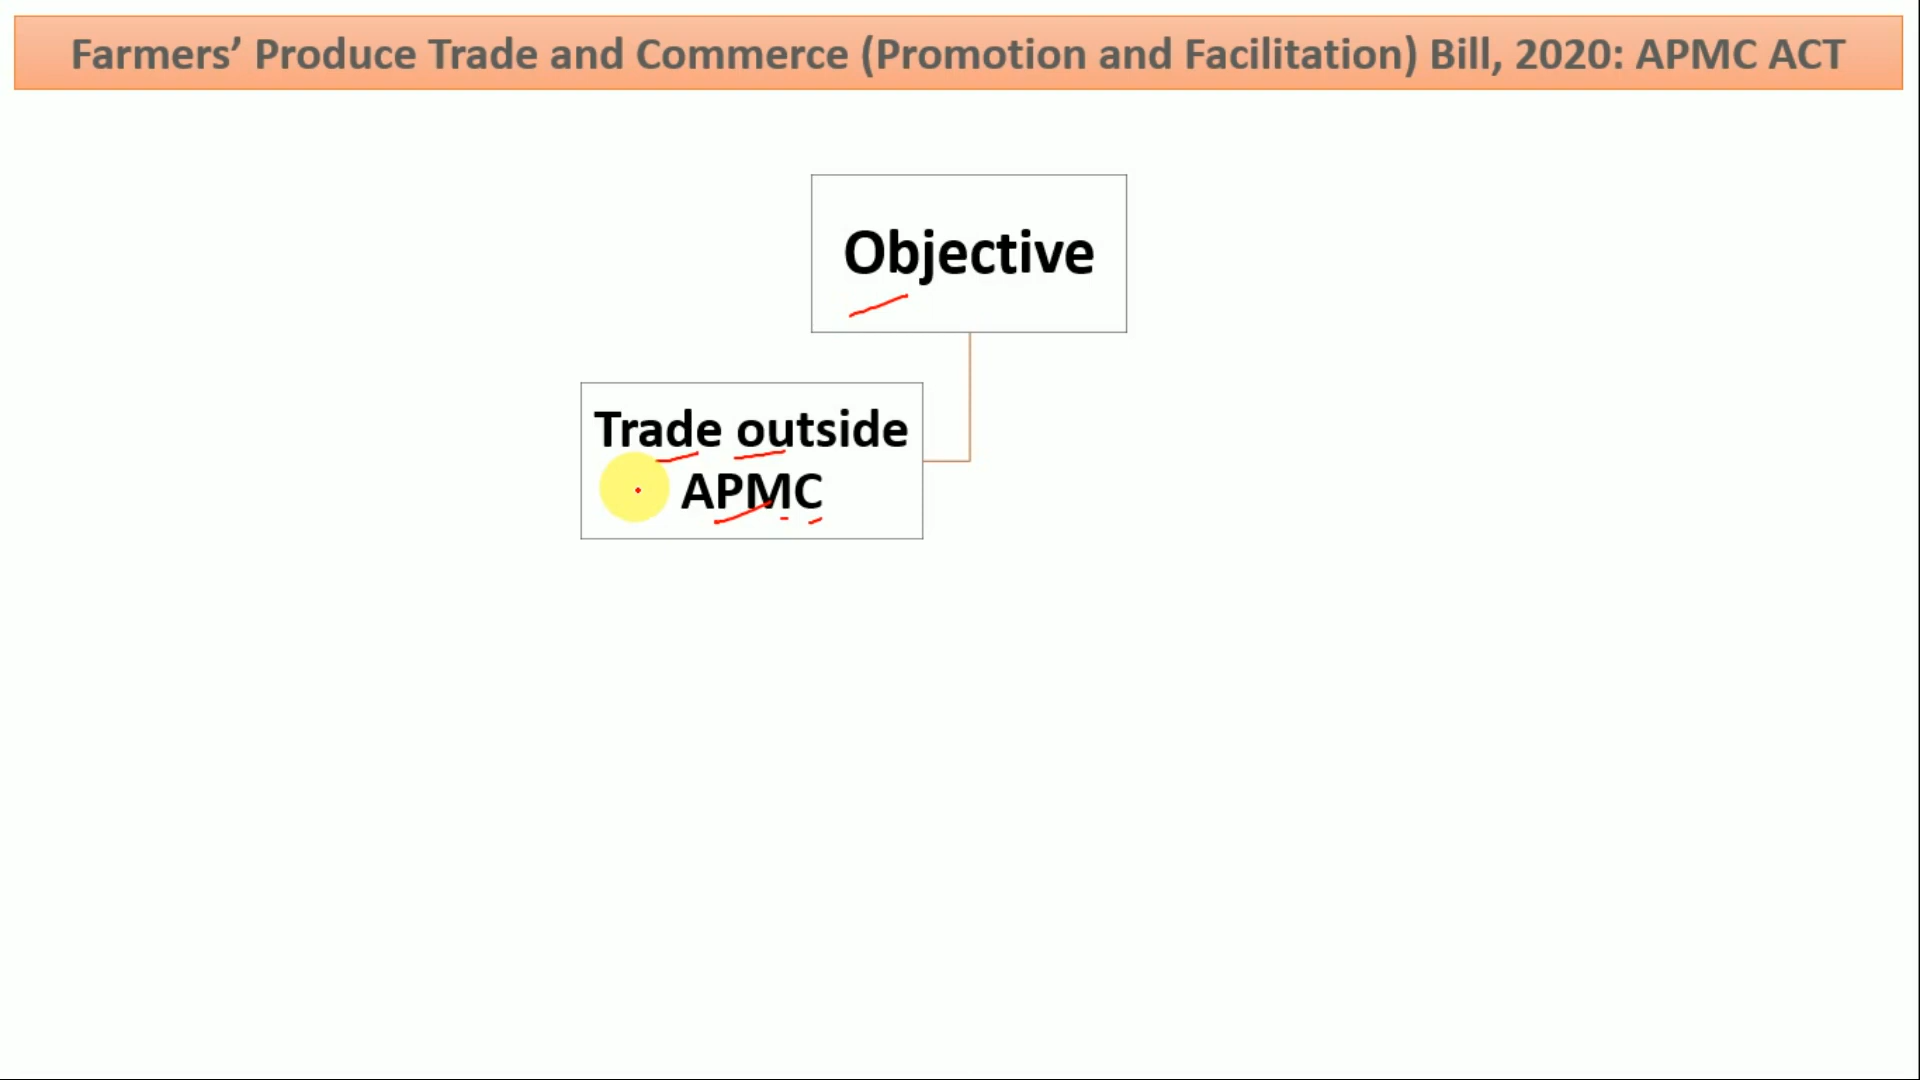 Farmers’ Produce Trade and Commerce (Promotion and Facilitation) Bill, 2020: APMC ACT
Objective
Trade outside
APMC